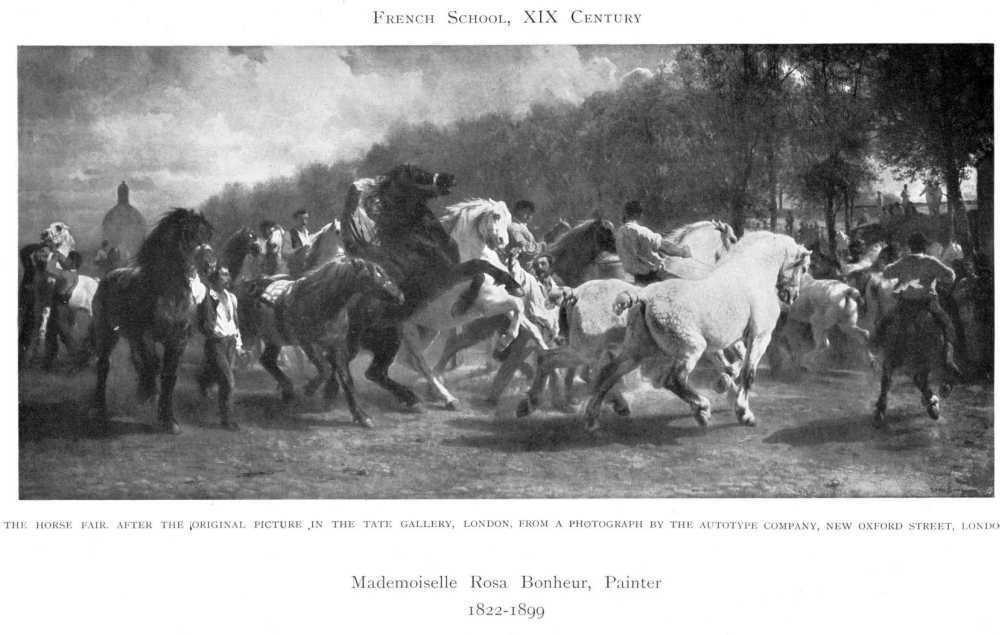 French School, XIX Century
THE HORSE FAIR. AFTER THE ORIGINAL PICTURE IN THE TATE GALLERY, LONDON, FROM A PHOTOGRAPH BY THE AUTOTYPE COMPANY, NEW OXFORD STREET, LONDO
Mademoiselle Rosa Bonheur, Painter
1822-1899